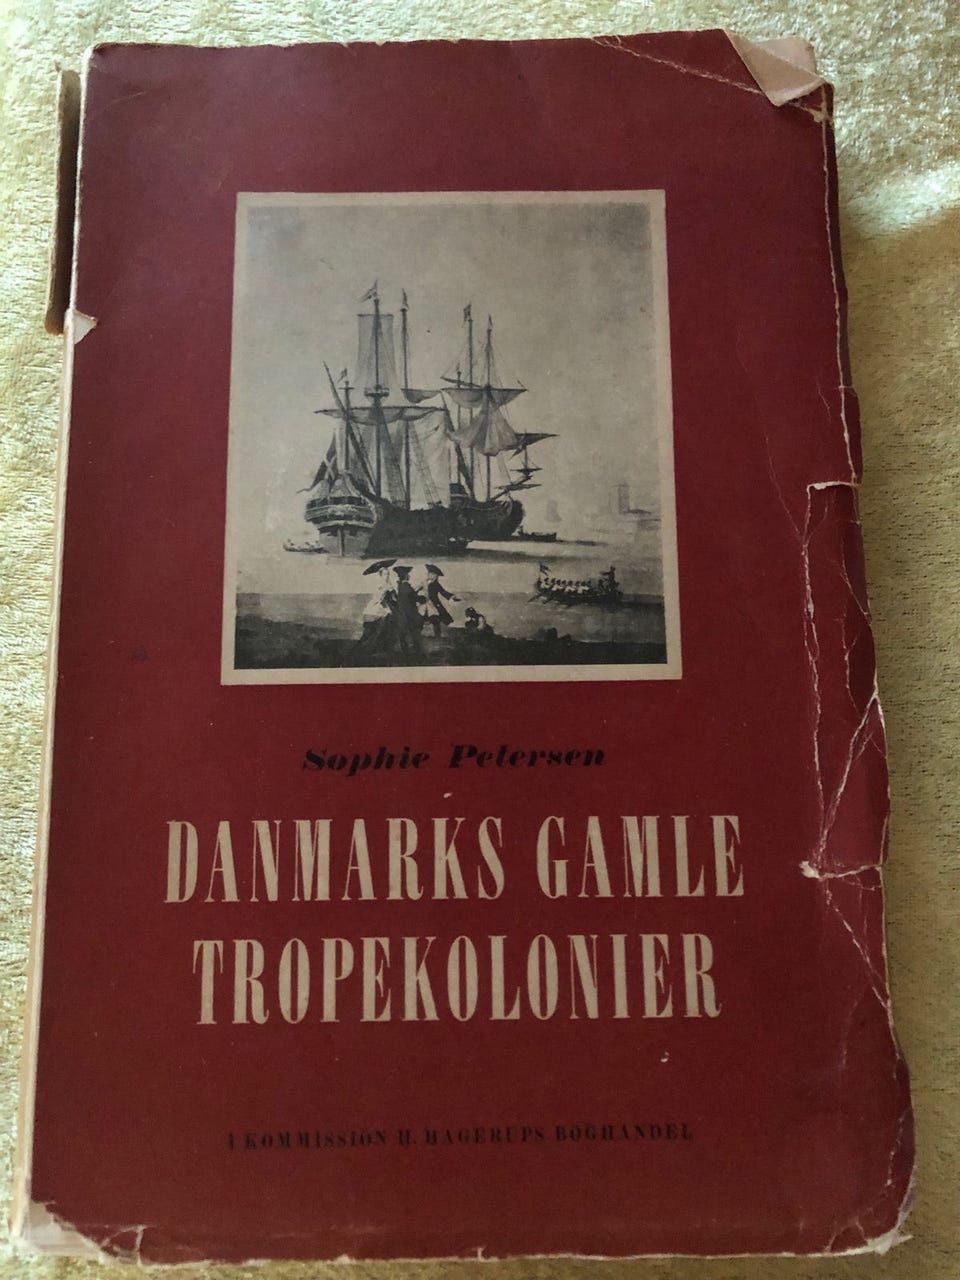 Sophie Petersen
DANMARKS GAMLE
TROPEKOLONIER
I KOMMISSION H. HAGERUPS BOGHANDEL